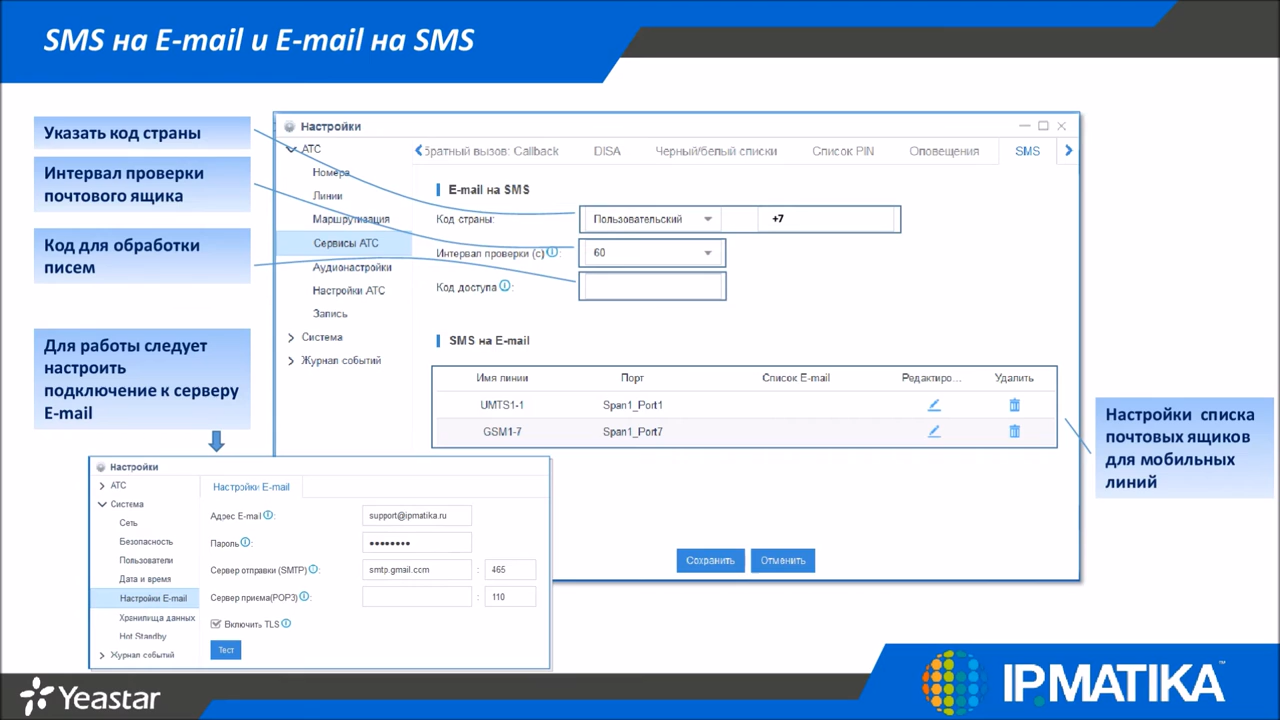 SMS на E-mail и E-mail на SMS
Указать код страны
Интервал проверки
почтового ящика
Код для обработки
писем
Для работы следует
настроить
подключение к серверу
E-mail
Настройки
АТС
Номера
Линии
Маршрутизация
Сервисы АТС
Аудионастройки
Настройки АТС
Запись
Система
Журнал событий
братный вызов: Callback DISA Черный/белый списки Список PIN Оповещения SMS
E-mail на SMS
Код страны: Пользовательский +7
Интервал проверки (с) : 60
Код доступа :
SMS на E-mail
Имя линии Порт Список E-mail Редактиро... Удалить
UMTS1-1 Span1_Port1
GSM1-7 Span1_Port7
Сохранить Отменить
Настройки списка
почтовых ящиков
для мобильных
линий
Настройки
АТС
Система
Сеть
Безопасность
Пользователи
Дата и время
Настройки E-mail
Хранилища данных
Hot Standby
Журнал событий
Настройки E-mail
Адрес E-mail : support@ipmatika.ru
Пароль : ••••••••
Сервер отправки (SMTP) : smtp.gmail.com : 465
Сервер приема(POP3) : : 110
Включить TLS
Тест
Yeastar
IPMATIKA™